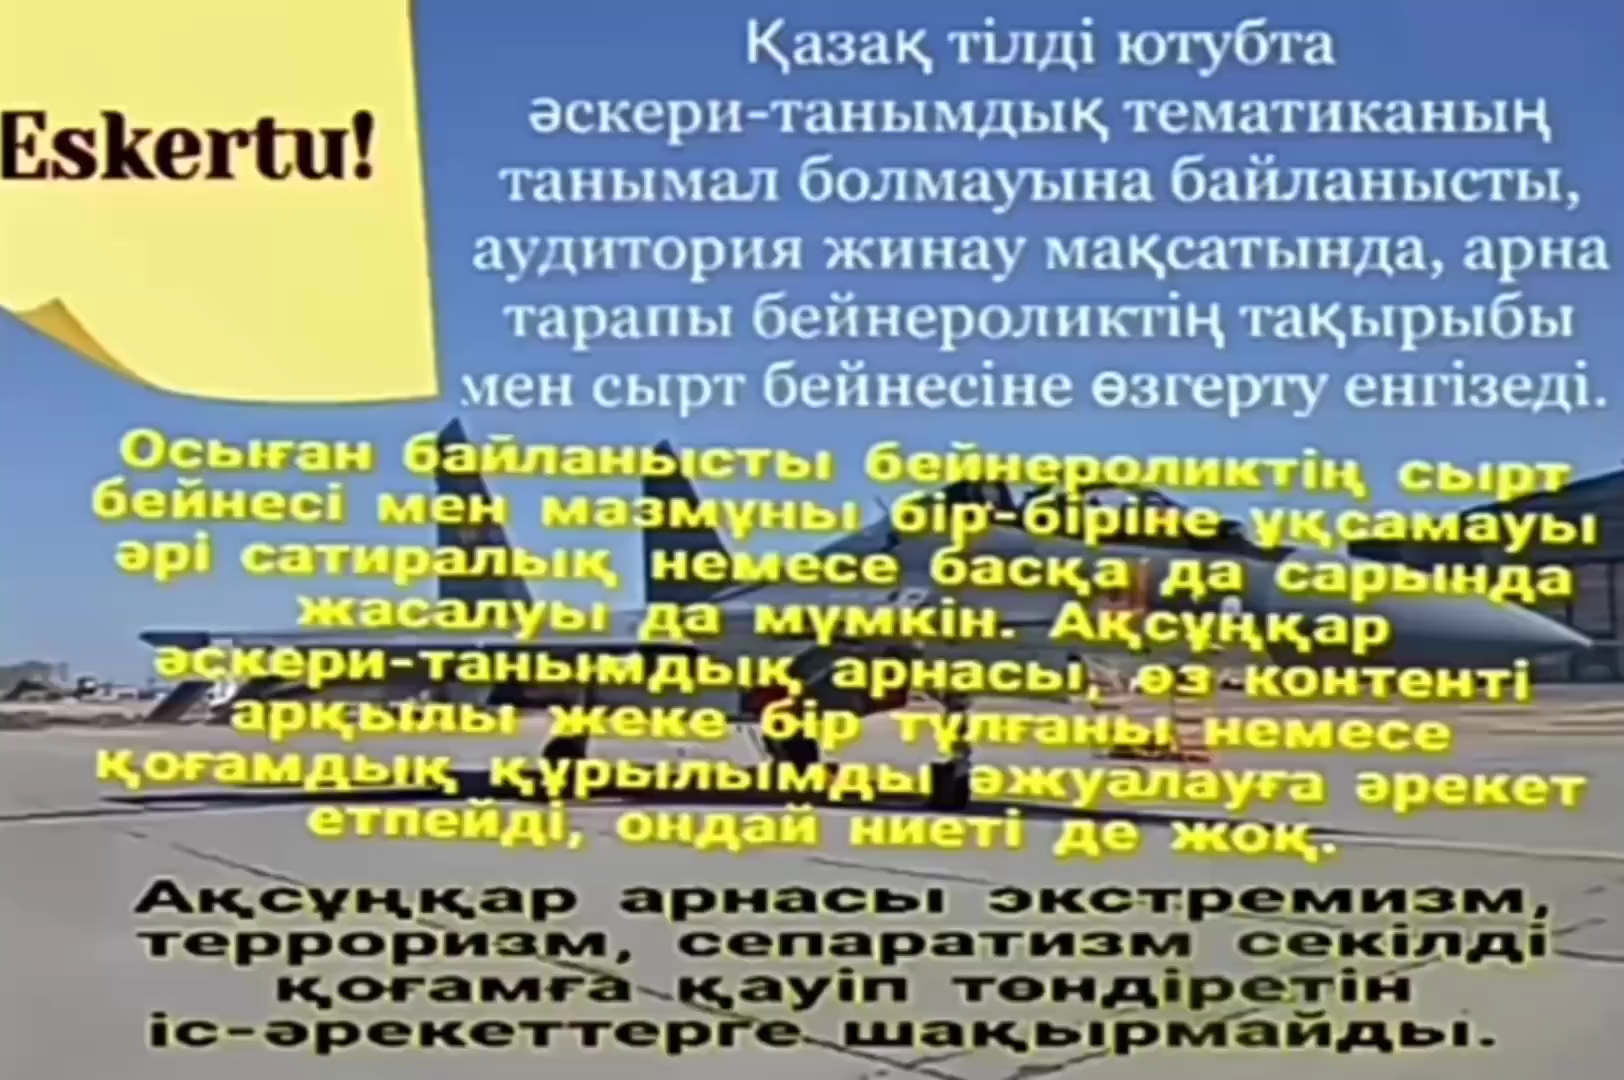 Eskertu!
Қазақ тілді ютубта
әскери-танымдық тематиканың
танымал болмауына байланысты,
аудитория жинау мақсатында, арна
тарапы бейнероликтің тақырыбы
мен сырт бейнесіне өзгерту енгізеді.
Осыған байланысты бейнероликтің сырт
бейнесі мен мазмұны бір-біріне ұқсамауы
әрі сатиралық немесе басқа да сарында
жасалуы да мүмкін. Ақсұңқар
әскери-танымдық арнасы, өз контенті
арқылы жеке бір тұлғаны немесе
қоғамдық құрылымды әжуалауға әрекет
етпейді, ондай ниеті де жоқ.
Ақсұңқар арнасы экстремизм,
терроризм, сепаратизм секілді
қоғамға қауіп төндіретін
іс-әрекеттерге шақырмайды.